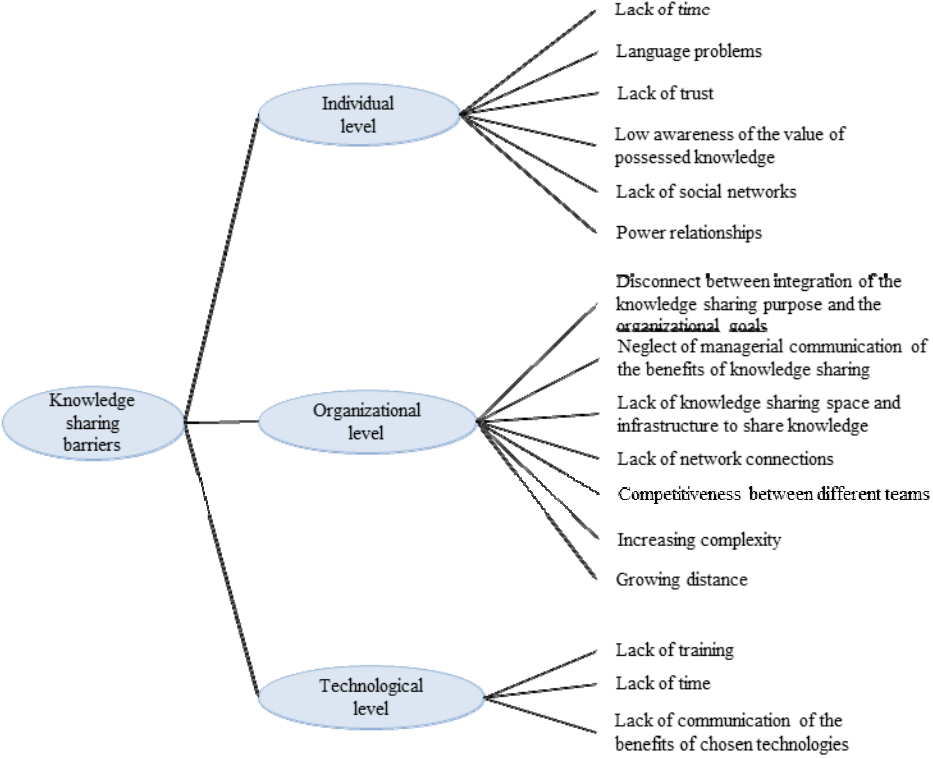 Knowledge
sharing
barriers
Individual
level
Lack of time
Language problems
Lack of trust
Low awareness of the value of
possessed knowledge
Lack of social networks
Power relationships
Organizational
level
Disconnect between integration of the
knowledge sharing purpose and the
organizational goals
Neglect of managerial communication of
the benefits of knowledge sharing
Lack of knowledge sharing space and
infrastructure to share knowledge
Lack of network connections
Competitiveness between different teams
Increasing complexity
Growing distance
Technological
level
Lack of training
Lack of time
Lack of communication of the
benefits of chosen technologies